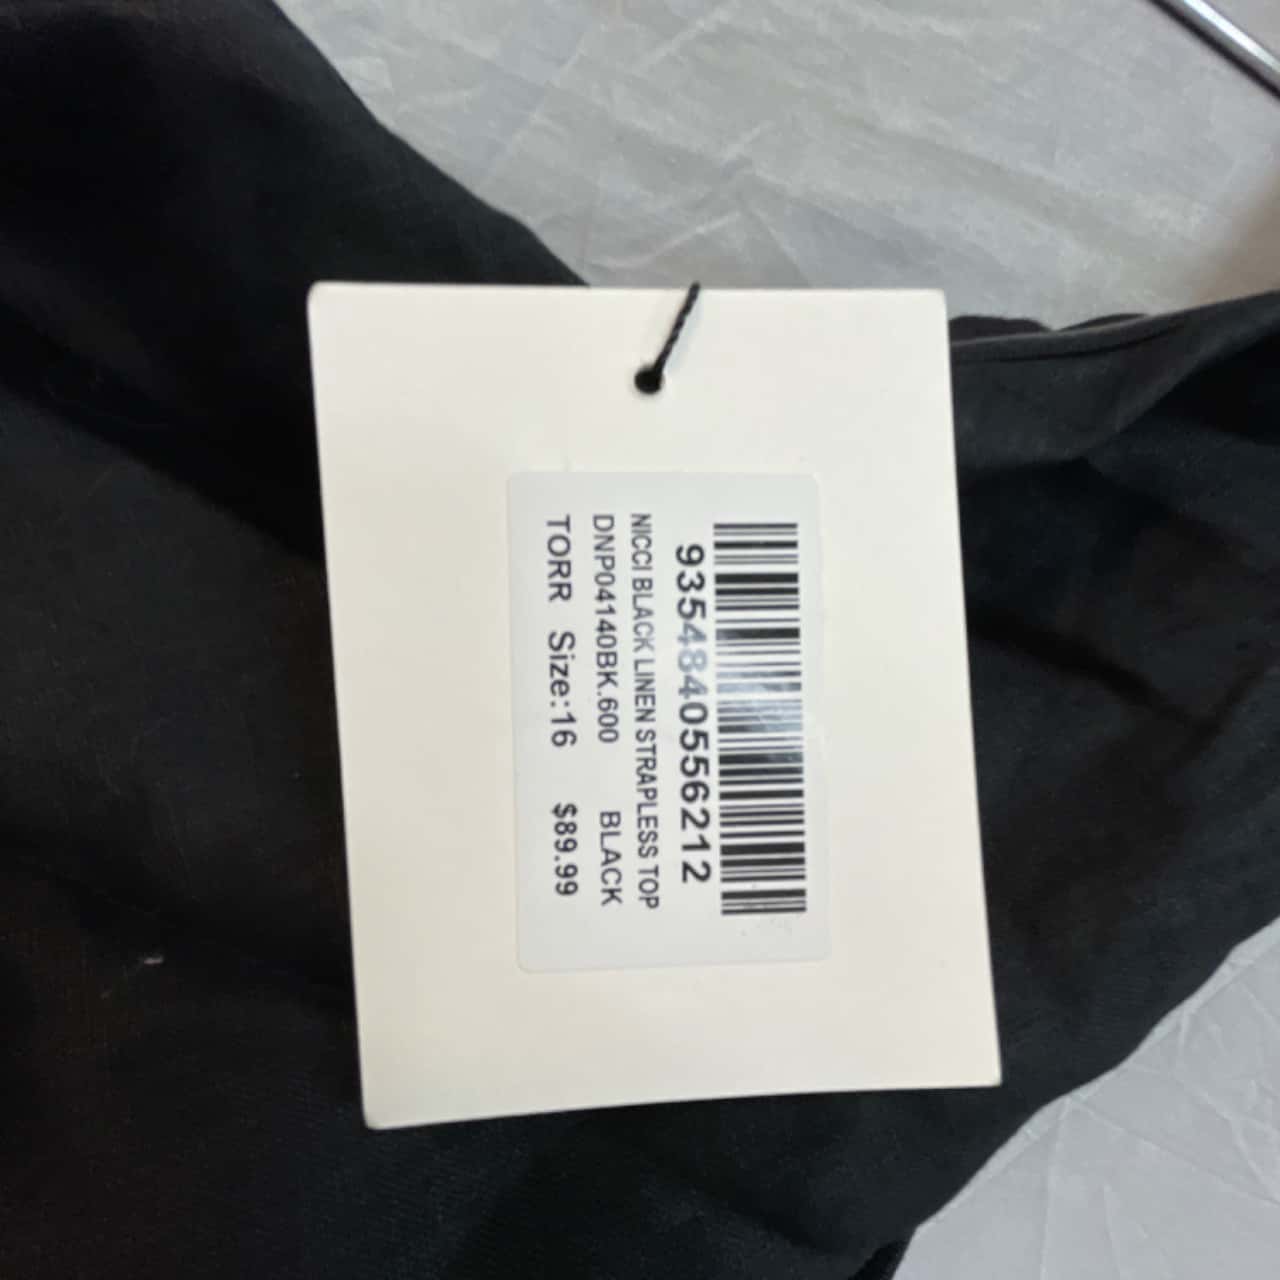 9354840556212
NICCI BLACK LINEN STRAPLESS TOP
DNP04140BK.600 BLACK
TORR Size:16 $89.99